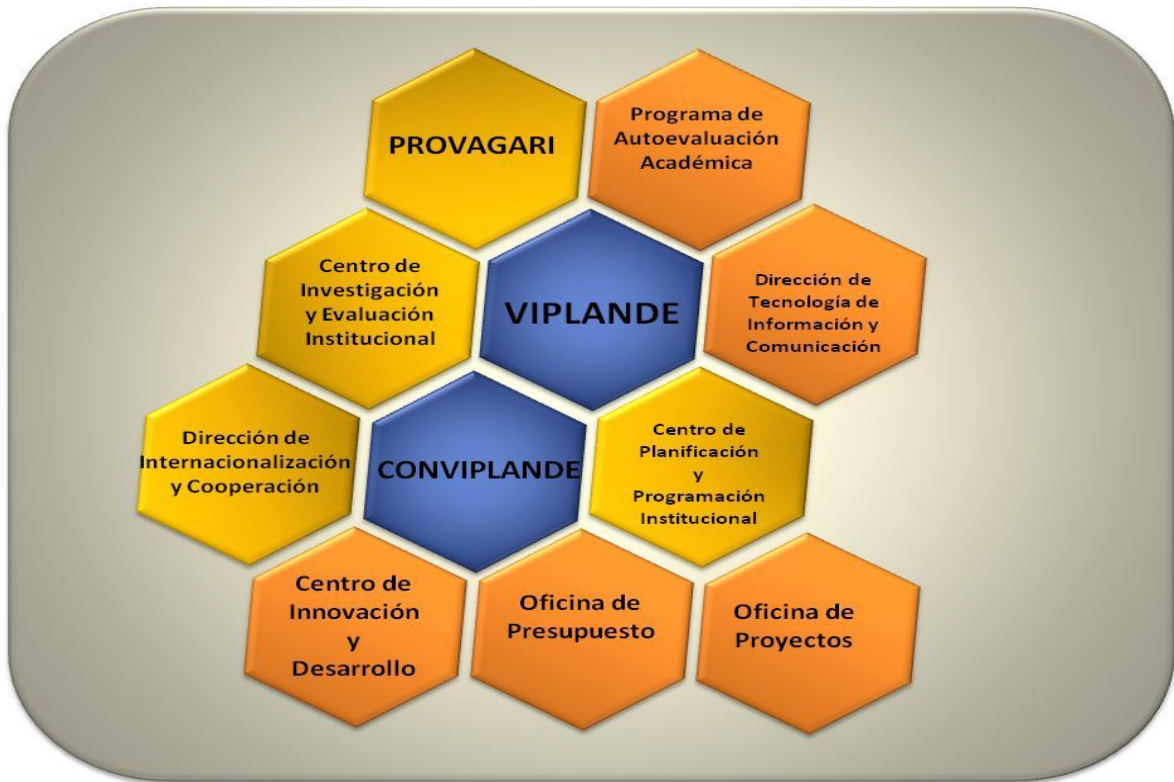 PROVAGARI
Programa de
Autoevaluación
Académica
Centro de
Investigación
y Evaluación
Institucional
VIPLANDE
Dirección de
Tecnología de
Información y
Comunicación
Dirección de
Internacionalización
y Cooperación
CONVIPLANDE
Centro de
Planificación
y
Programación
Institucional
Centro de
Innovación
y
Desarrollo
Oficina de
Presupuesto
Oficina de
Proyectos